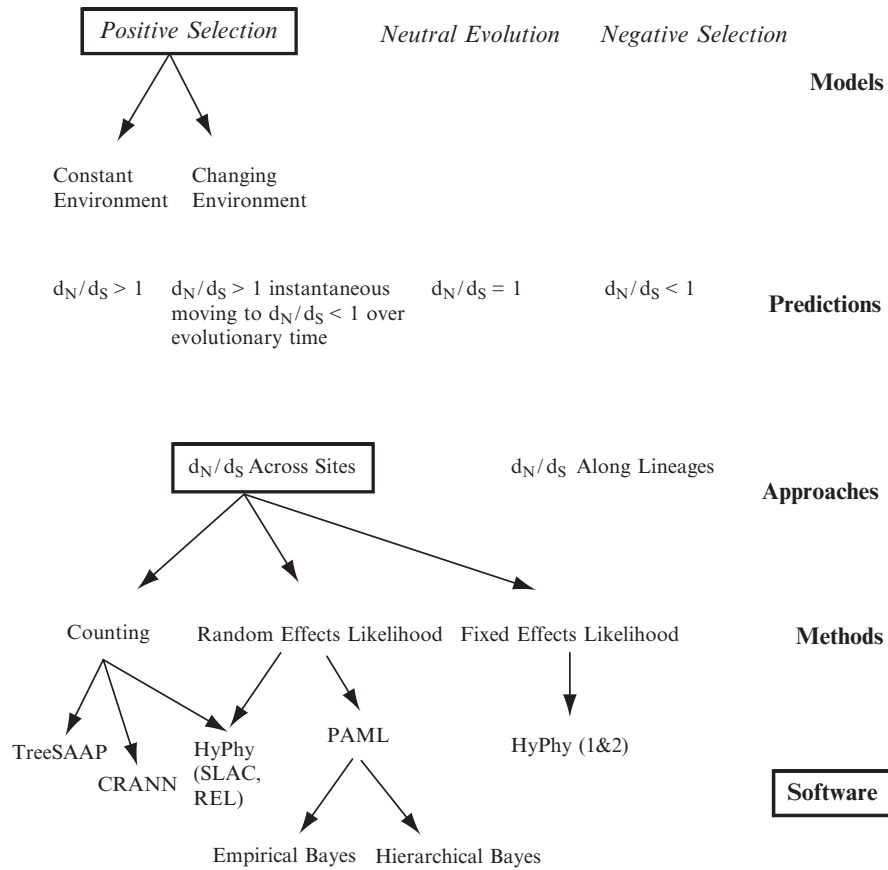 Positive Selection
Neutral Evolution
Negative Selection
Models
Constant
Environment
Changing
Environment
dN/dS > 1
dN/dS > 1 instantaneous
moving to dN/dS < 1 over
evolutionary time
dN/dS = 1
dN/dS < 1
Predictions
dN/dS Across Sites
dN/dS Along Lineages
Approaches
Counting
Random Effects Likelihood
Fixed Effects Likelihood
Methods
TreeSAAP
CRANN
HyPhy
(SLAC,
REL)
PAML
HyPhy (1&2)
Software
Empirical Bayes
Hierarchical Bayes